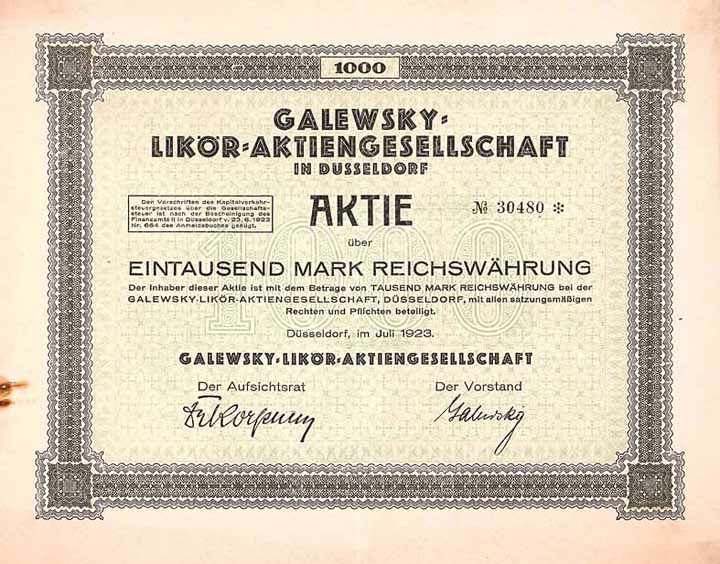 1000
GALEWSKY-
LIKÖR-AKTIENGESELLSCHAFT
IN DÜSSELDORF
Den Vorschriften des Kapitalverkehr-
steuergesetzes über die Gesellschafts-
steuer ist nach der Bescheinigung des
Finanzamts II in Düsseldorf v. 23. 6. 1923
Nr. 664 des Anmeldebuches genügt.
AKTIE
№ 30480 ✻
1000
über
EINTAUSEND MARK REICHSWÄHRUNG
Der Inhaber dieser Aktie ist mit dem Betrage von TAUSEND MARK REICHSWÄHRUNG bei der
GALEWSKY-LIKÖR-AKTIENGESELLSCHAFT, DÜSSELDORF, mit allen satzungsmäßigen
Rechten und Pflichten beteiligt.
Düsseldorf, im Juli 1923.
GALEWSKY-LIKÖR-AKTIENGESELLSCHAFT
Der Aufsichtsrat
Der Vorstand
Galewsky